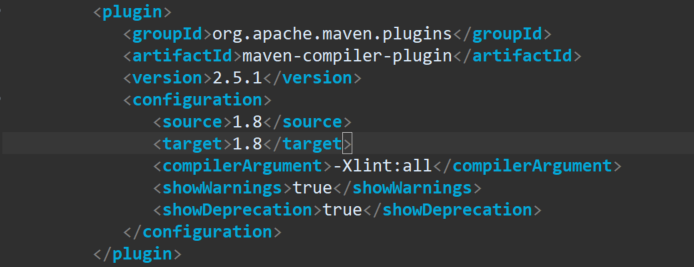 <plugin>
<groupId>org.apache.maven.plugins</groupId>
<artifactId>maven-compiler-plugin</artifactId>
<version>2.5.1</version>
<configuration>
<source>1.8</source>
<target>1.8</target>
<compilerArgument>-Xlint:all</compilerArgument>
<showWarnings>true</showWarnings>
<showDeprecation>true</showDeprecation>
</configuration>
</plugin>